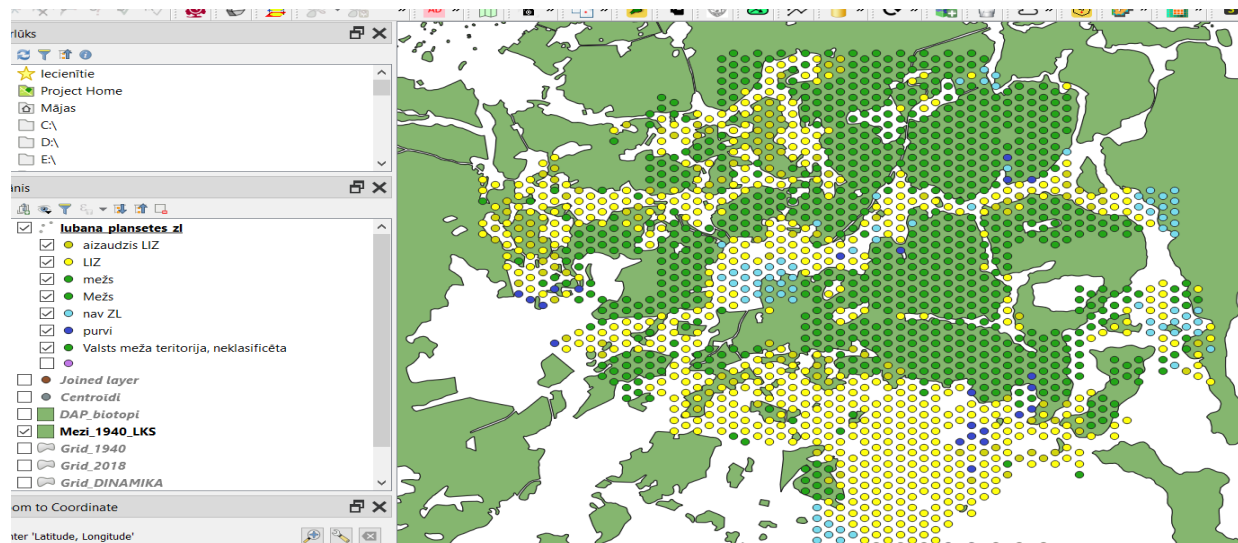 rlūks
Iecienītie
Project Home
Mājas
C:\
D:\
E:\
ānis
lubana_plansetes_zl
aizaudzis LIZ
LIZ
mežs
Mežs
nav ZL
purvi
Valsts meža teritorija, neklasificēta
Joined layer
Centroīdi
DAP_biotopi
Mezi_1940_LKS
Grid_1940
Grid_2018
Grid_DINAMIKA
om to Coordinate
nter 'Latitude, Longitude'